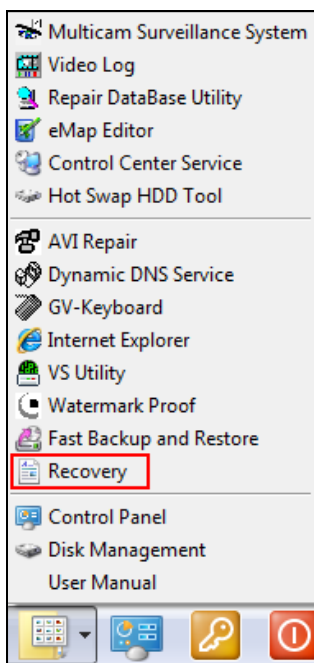 Multicam Surveillance System
Video Log
Repair DataBase Utility
eMap Editor
Control Center Service
Hot Swap HDD Tool
AVI Repair
Dynamic DNS Service
GV-Keyboard
Internet Explorer
VS Utility
Watermark Proof
Fast Backup and Restore
Recovery
Control Panel
Disk Management
User Manual